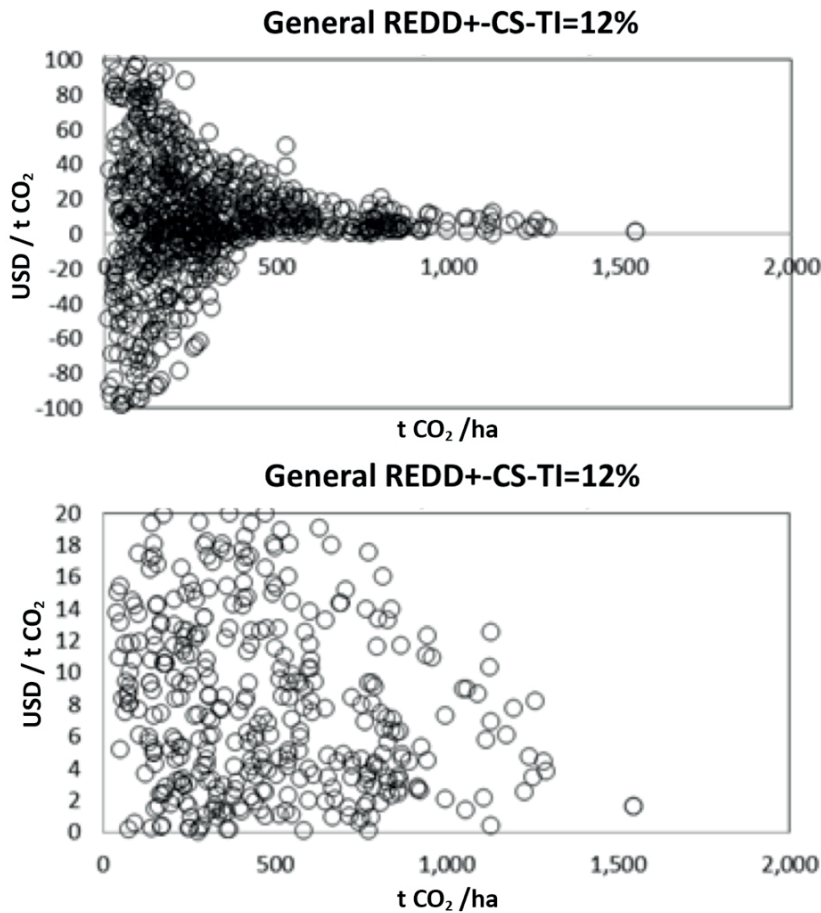 General REDD+-CS-TI=12%
100
80
60
40
20
0
-20
-40
-60
-80
-100
USD / t CO₂
0 500 1,000 1,500 2,000
t CO₂ /ha
General REDD+-CS-TI=12%
20
18
16
14
12
10
8
6
4
2
0
USD / t CO₂
0 500 1,000 1,500 2,000
t CO₂ /ha